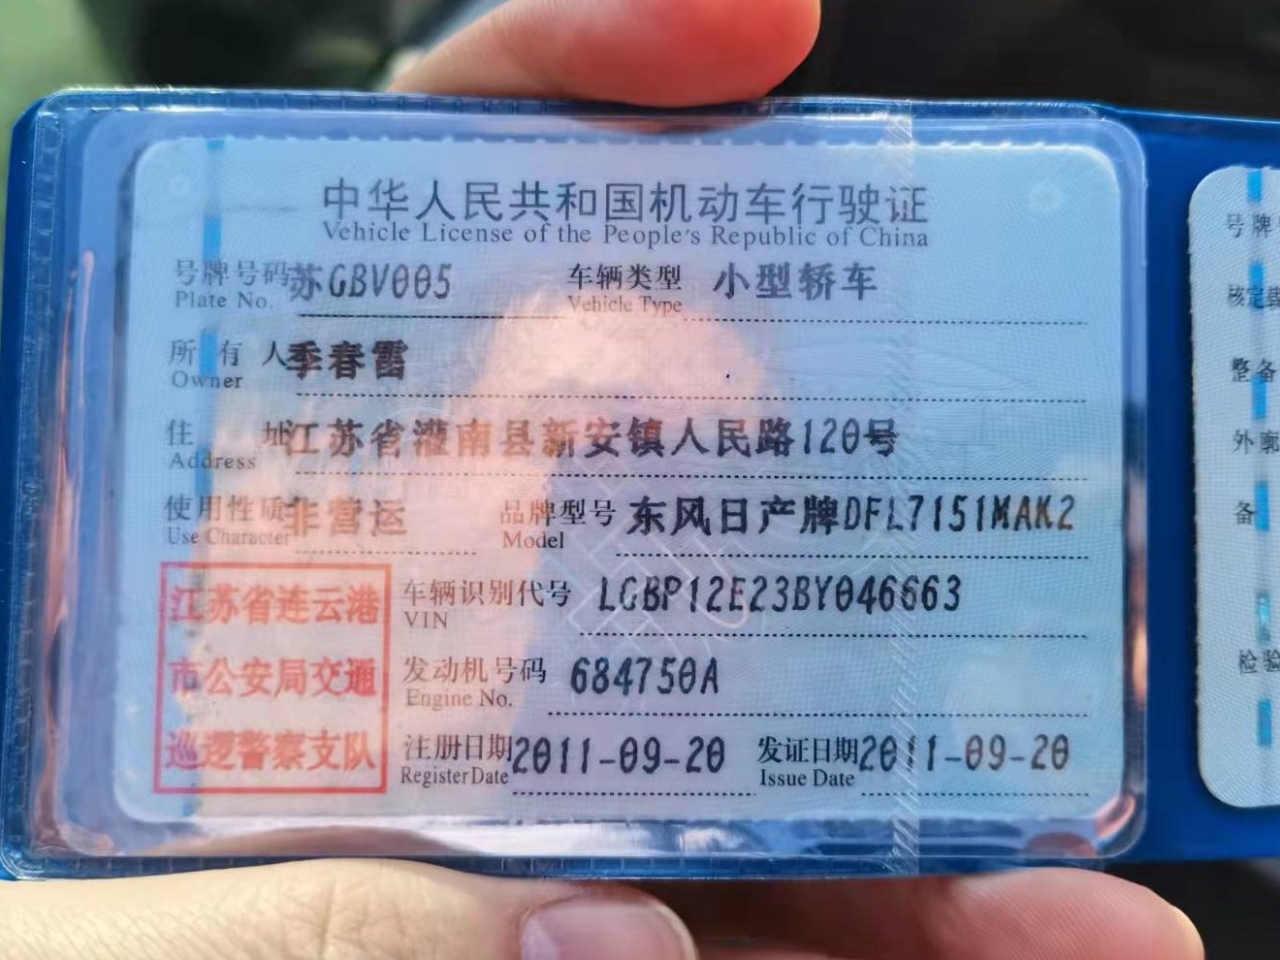 中华人民共和国机动车行驶证
Vehicle License of the People's Republic of China
号牌号码 苏GBV005 车辆类型 小型轿车
Plate No. Vehicle Type
所有人 季春雷
Owner
住址 江苏省灌南县新安镇人民路120号
Address
使用性质 非营运 品牌型号 东风日产牌DFL7151MAK2
Use Character Model
江苏省连云港
市公安局交通
巡逻警察支队
车辆识别代号 LGBP12E23BY046663
VIN
发动机号码 684750A
Engine No.
注册日期 2011-09-20 发证日期 2011-09-20
Register Date Issue Date
号牌
核定载
整备
外廓
备
检验